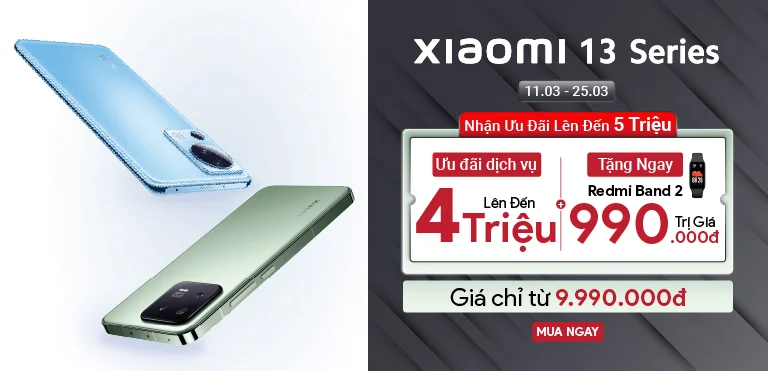 XIAOMI 13 Series
11.03 - 25.03
Nhận Ưu Đãi Lên Đến 5 Triệu
Ưu đãi dịch vụ
Lên Đến
4 Triệu
+
Tặng Ngay
Redmi Band 2
990 Trị Giá
.000đ
Giá chỉ từ 9.990.000đ
MUA NGAY